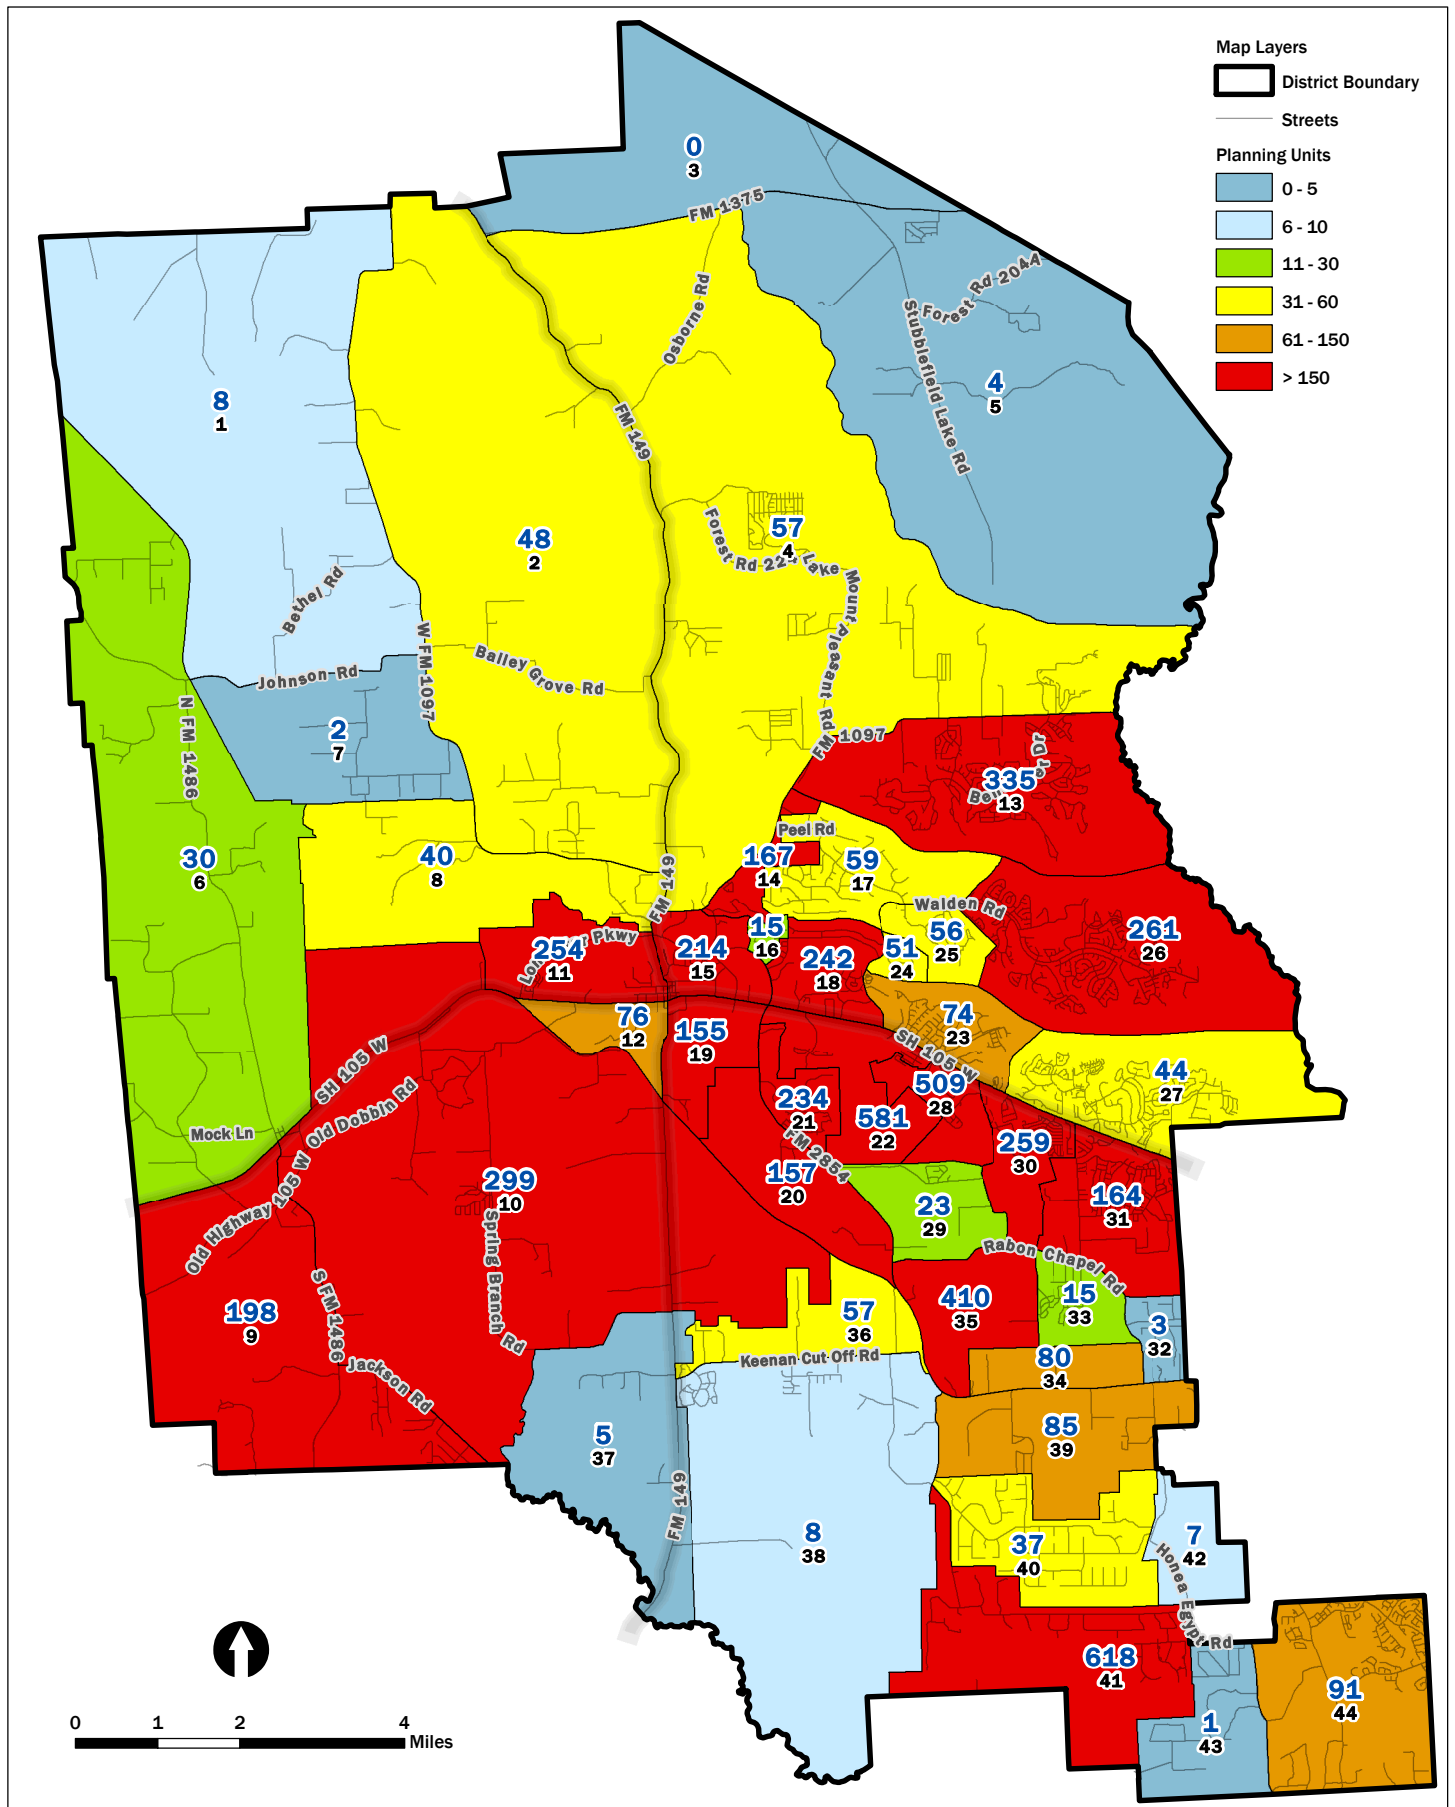 Map Layers
District Boundary
Streets
Planning Units
0 - 5
6 - 10
11 - 30
31 - 60
61 - 150
> 150
0
3
FM 1375
Osborne Rd
Forest Rd 204A
Stubblefield Lake Rd
4
5
8
1
FM 149
48
2
57
4
Forest Rd 224
Lake Mount Pleasant Rd
Bethel Rd
W FM 1097
Bailey Grove Rd
Johnson Rd
N FM 1486
2
7
FM 1097
335
13
Peel Rd
30
6
40
8
FM 149
167
14
59
17
Walden Rd
15
16
56
25
51
24
261
26
254
11
Pkwy
214
15
242
18
76
12
155
19
74
23
SH 105 W
SH 105 W
44
27
509
28
234
21
581
22
Old Dobbin Rd
Mock Ln
FM 2854
259
30
Old Highway 105 W
299
10
157
20
164
31
23
29
Spring Branch Rd
Rabon Chapel Rd
S FM 1486
198
9
57
36
410
35
15
33
3
32
Keenan Cut Off Rd
80
34
Jackson Rd
5
37
85
39
FM 149
8
38
37
40
7
42
Honea Egypt Rd
618
41
91
44
1
43
0
1
2
4
Miles